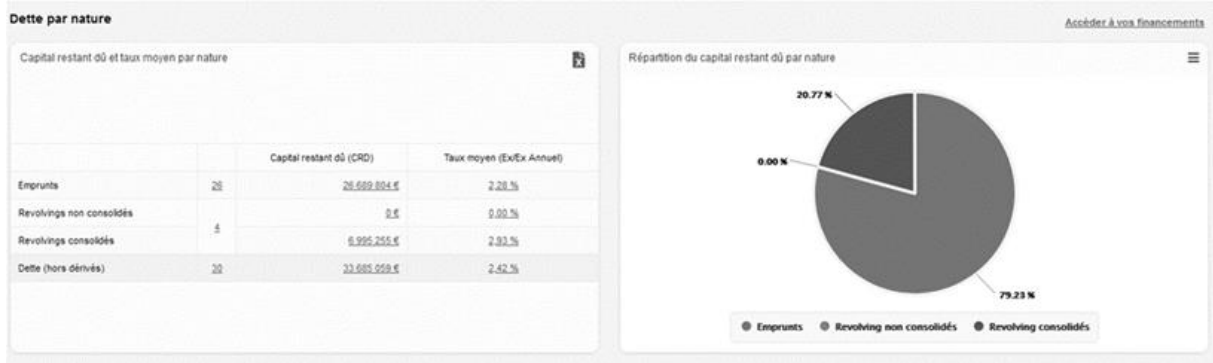 Dette par nature
Accèder à vos financements
Capital restant dû et taux moyen par nature
Capital restant dû (CRD) Taux moyen (Ex/Ex Annuel)
Emprunts 26 26 689 804 € 2,28 %
Revolvings non consolidés 0 € 0,00 %
4
Revolvings consolidés 6 995 255 € 2,93 %
Dette (hors dérivés) 30 33 685 059 € 2,42 %
Répartition du capital restant dû par nature
20.77 %
0.00 %
79.23 %
Emprunts Revolving non consolidés Revolving consolidés